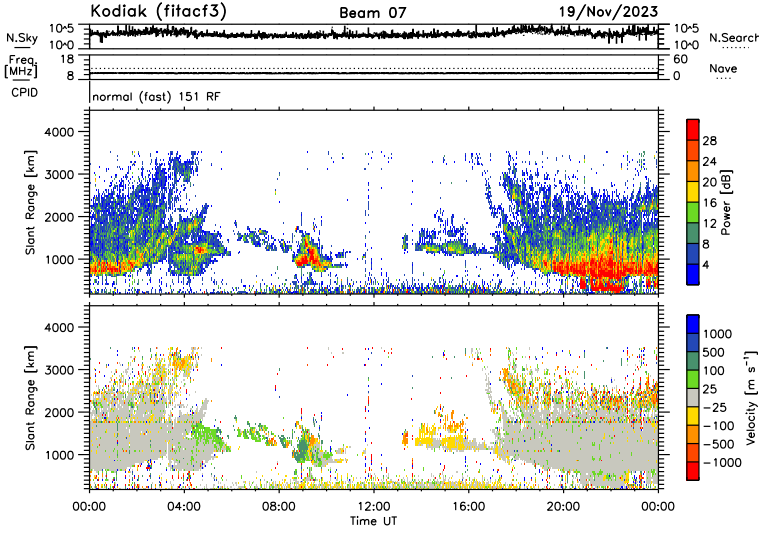 Kodiak (fitacf3) Beam 07 19/Nov/2023
N.Sky 10^5 10^0 10^5 10^0 N.Search
Freq. [MHz] 18 8 60 0 Nave
CPID normal (fast) 151 RF
Slant Range [km]
4000
3000
2000
1000
28
24
20
16
12
8
4
Power [dB]
Slant Range [km]
4000
3000
2000
1000
1000
500
100
25
-25
-100
-500
-1000
Velocity [m s^-1]
00:00 04:00 08:00 12:00 16:00 20:00 00:00
Time UT